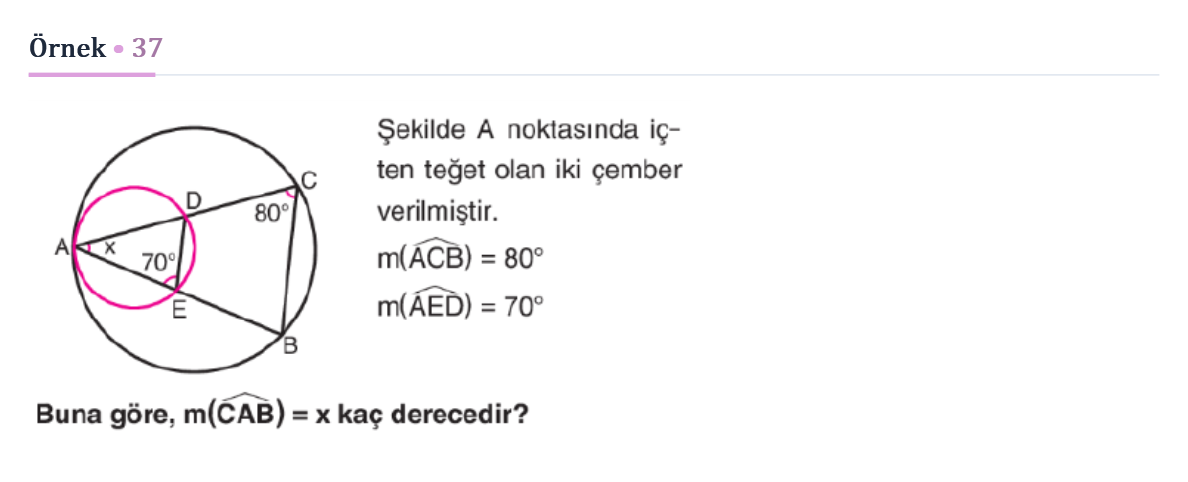 Örnek • 37
Şekilde A noktasında iç-
ten teğet olan iki çember
verilmiştir.
m(ACB) = 80°
m(AED) = 70°
A
x
D
C
80°
70°
E
B
Buna göre, m(CAB) = x kaç derecedir?